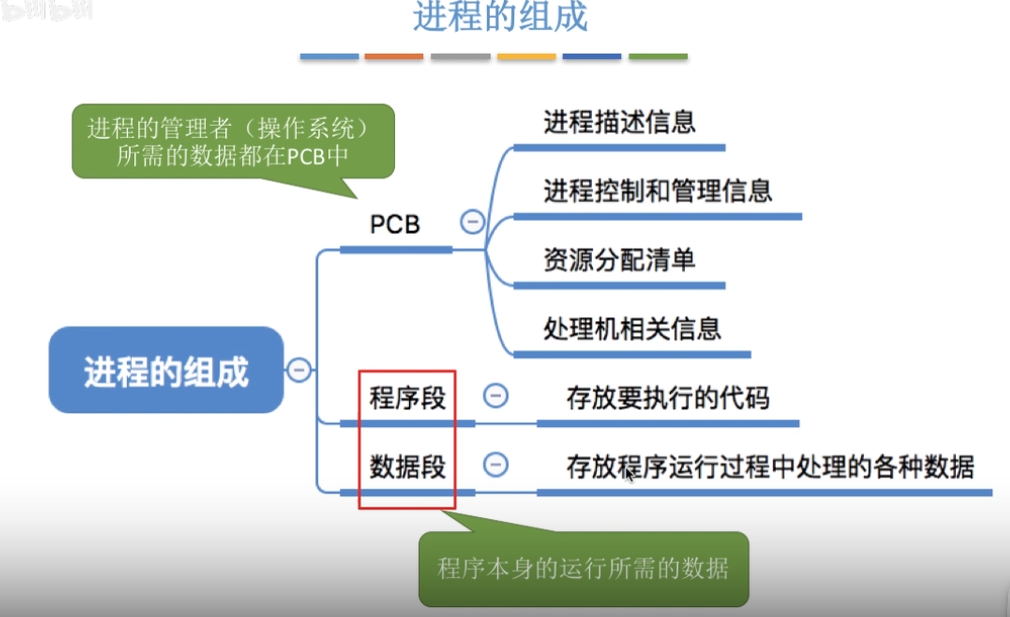 bilibili
进程的组成
进程的管理者（操作系统）
所需的数据都在PCB中
进程描述信息
进程控制和管理信息
PCB
资源分配清单
处理机相关信息
进程的组成
程序段
存放要执行的代码
数据段
存放程序运行过程中处理的各种数据
程序本身的运行所需的数据